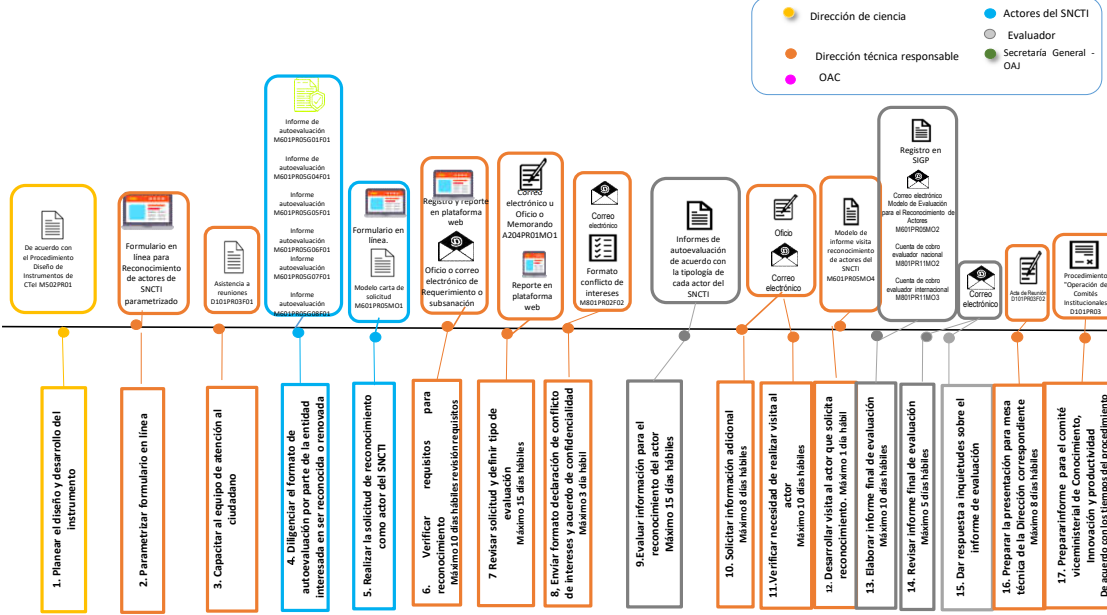 Dirección de ciencia
Actores del SNCTI
Evaluador
Dirección técnica responsable
Secretaría General -
OAJ
OAC
De acuerdo con
el Procedimiento
Diseño de
Instrumentos de
CTeI M502PR01
Formulario en
línea para
Reconocimiento
de actores de
SNCTI
parametrizado
Asistencia a
reuniones
D101PR03F01
Informe de
autoevaluación
M601PR05G01F01
Informe de
autoevaluación
M601PR05G04F01
Informe
autoevaluación
M601PR05G05F01
Informe
autoevaluación
M601PR05G06F01
Informe
autoevaluación
M601PR05G07F01
Informe
autoevaluación
M601PR05G08F01
Formulario en
línea.
Modelo carta de
solicitud
M601PR05MO1
Registro y reporte
en plataforma
web
Oficio o correo
electrónico de
Requerimiento o
subsanación
Correo
electrónico u
Oficio o
Memorando
A204PR01MO1
Reporte en
plataforma
web
Correo
electrónico
Formato
conflicto de
intereses
M801PR02F02
Informes de
autoevaluación
de acuerdo con
la tipología de
cada actor del
SNCTI
Oficio
Correo
electrónico
Modelo de
informe visita
reconocimiento
de actores del
SNCTI
M601PR05MO4
Registro en
SIGP
Correo electrónico
Modelo de Evaluación
para el Reconocimiento de
Actores
M601PR05MO2
Cuenta de cobro
evaluador nacional
M801PR11MO2
Cuenta de cobro
evaluador internacional
M801PR11MO3
Correo
electrónico
Acta de Reunión
D101PR03F02
Procedimiento
"Operación de
Comités
Institucionales
D101PR03
1. Planear el diseño y desarrollo del
instrumento
2. Parametrizar formulario en línea
3. Capacitar al equipo de atención al
ciudadano
4. Diligenciar el formato de
autoevaluación por parte de la entidad
interesada en ser reconocida o renovada
5. Realizar la solicitud de reconocimiento
como actor del SNCTI
6. Verificar requisitos para
reconocimiento
Máximo 10 días hábiles revisión requisitos
7 Revisar solicitud y definir tipo de
evaluación
Máximo 15 días hábiles
8, Envíar formato declaración de conflicto
de intereses y acuerdo de confidencialidad
Máximo 3 día hábil
9.Evaluar información para el
reconocimiento del actor
Máximo 15 días hábiles
10. Solicitar información adicional
Máximo 8 días hábiles
11.Verificar necesidad de realizar visita al
actor
Máximo 10 días hábiles
12. Desarrollar visita al actor que solicita
reconocimiento. Máximo 1 día hábil
13. Elaborar informe final de evaluación
Máximo 10 días hábiles
14. Revisar informe final de evaluación
Máximo 5 días hábiles
15. Dar respuesta a inquietudes sobre el
informe de evaluación
16. Preparar la presentación para mesa
técnica de la Dirección correspondiente
Máximo 8 días hábiles
17. Prepararinforme para el comité
viceministerial de Conocimiento,
Innovación y productividad
De acuerdo con los tiempos del procedimiento